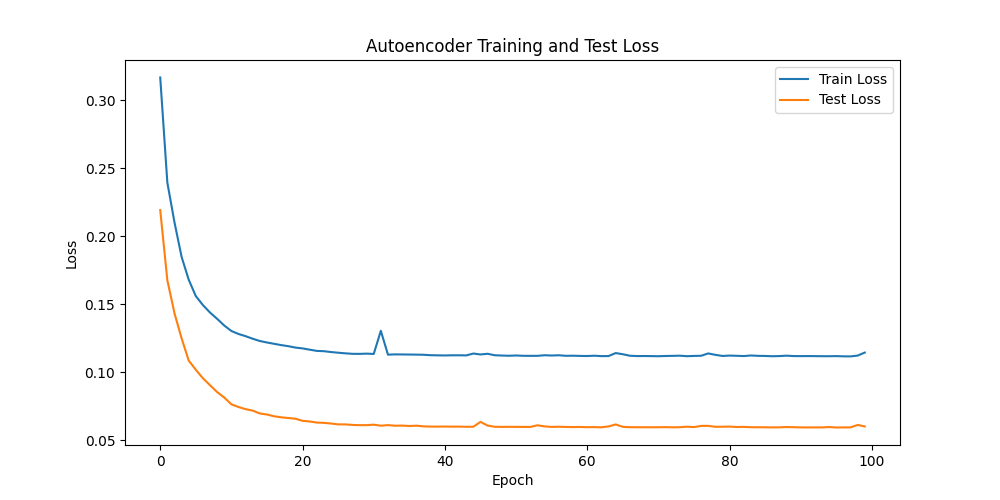 Autoencoder Training and Test Loss
Train Loss
Test Loss
0.30
0.25
0.20
0.15
0.10
0.05
Loss
0 20 40 60 80 100
Epoch